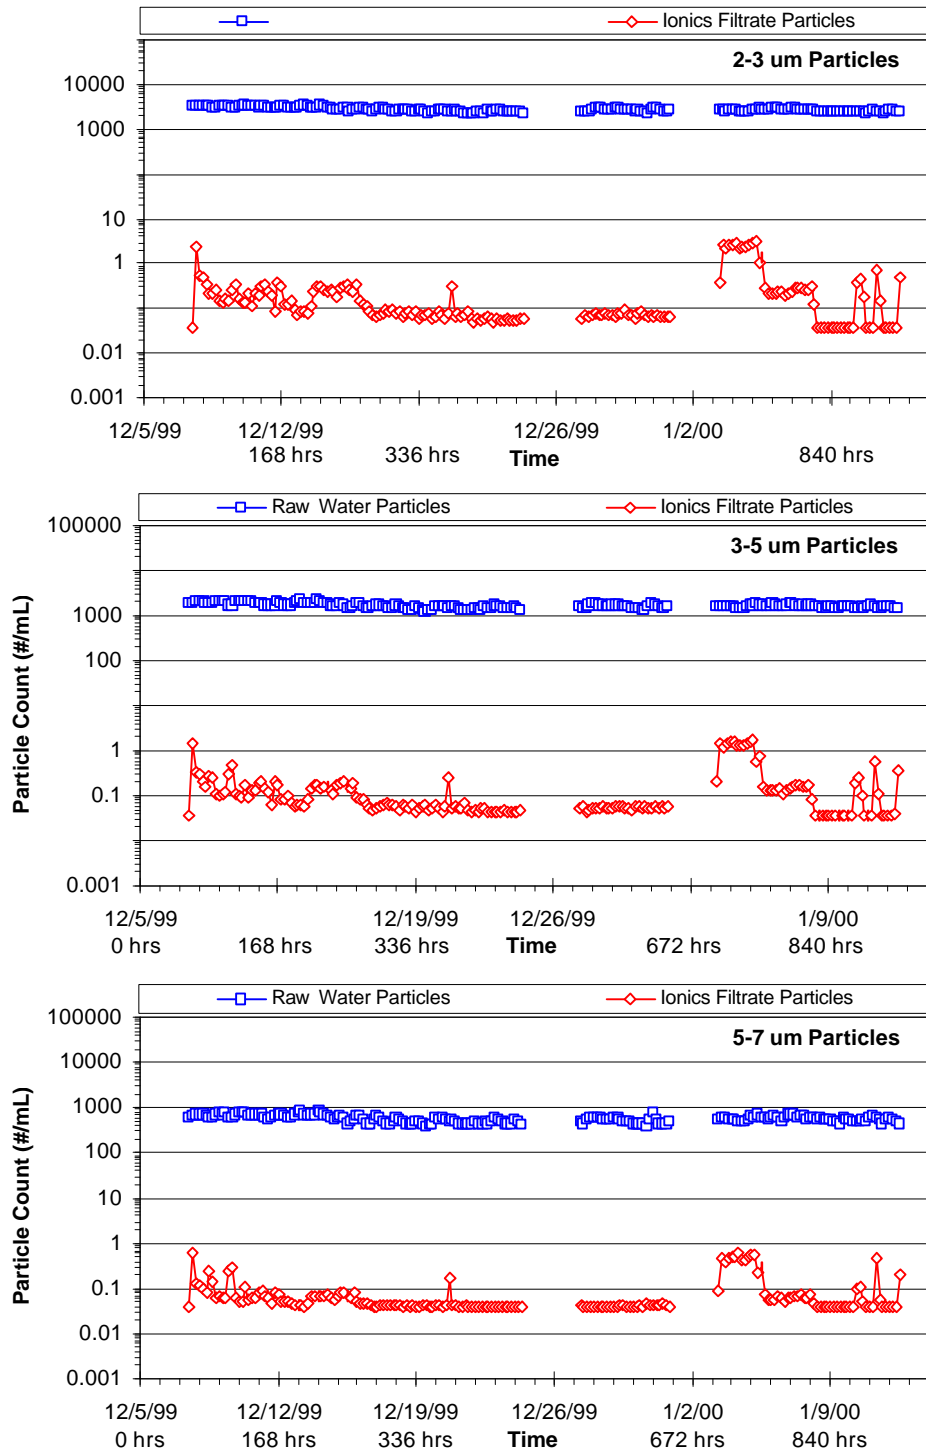 Ionics Filtrate Particles
2-3 um Particles
10000
1000
10
1
0.1
0.01
0.001
12/5/99 12/12/99 12/26/99 1/2/00
168 hrs 336 hrs Time 840 hrs
Raw Water Particles Ionics Filtrate Particles
100000
3-5 um Particles
1000
100
1
0.1
0.001
Particle Count (#/mL)
12/5/99 12/19/99 12/26/99 1/9/00
0 hrs 168 hrs 336 hrs Time 672 hrs 840 hrs
Raw Water Particles Ionics Filtrate Particles
100000
5-7 um Particles
10000
1000
100
10
1
0.1
0.01
0.001
Particle Count (#/mL)
12/5/99 12/12/99 12/19/99 12/26/99 1/2/00 1/9/00
0 hrs 168 hrs 336 hrs Time 672 hrs 840 hrs